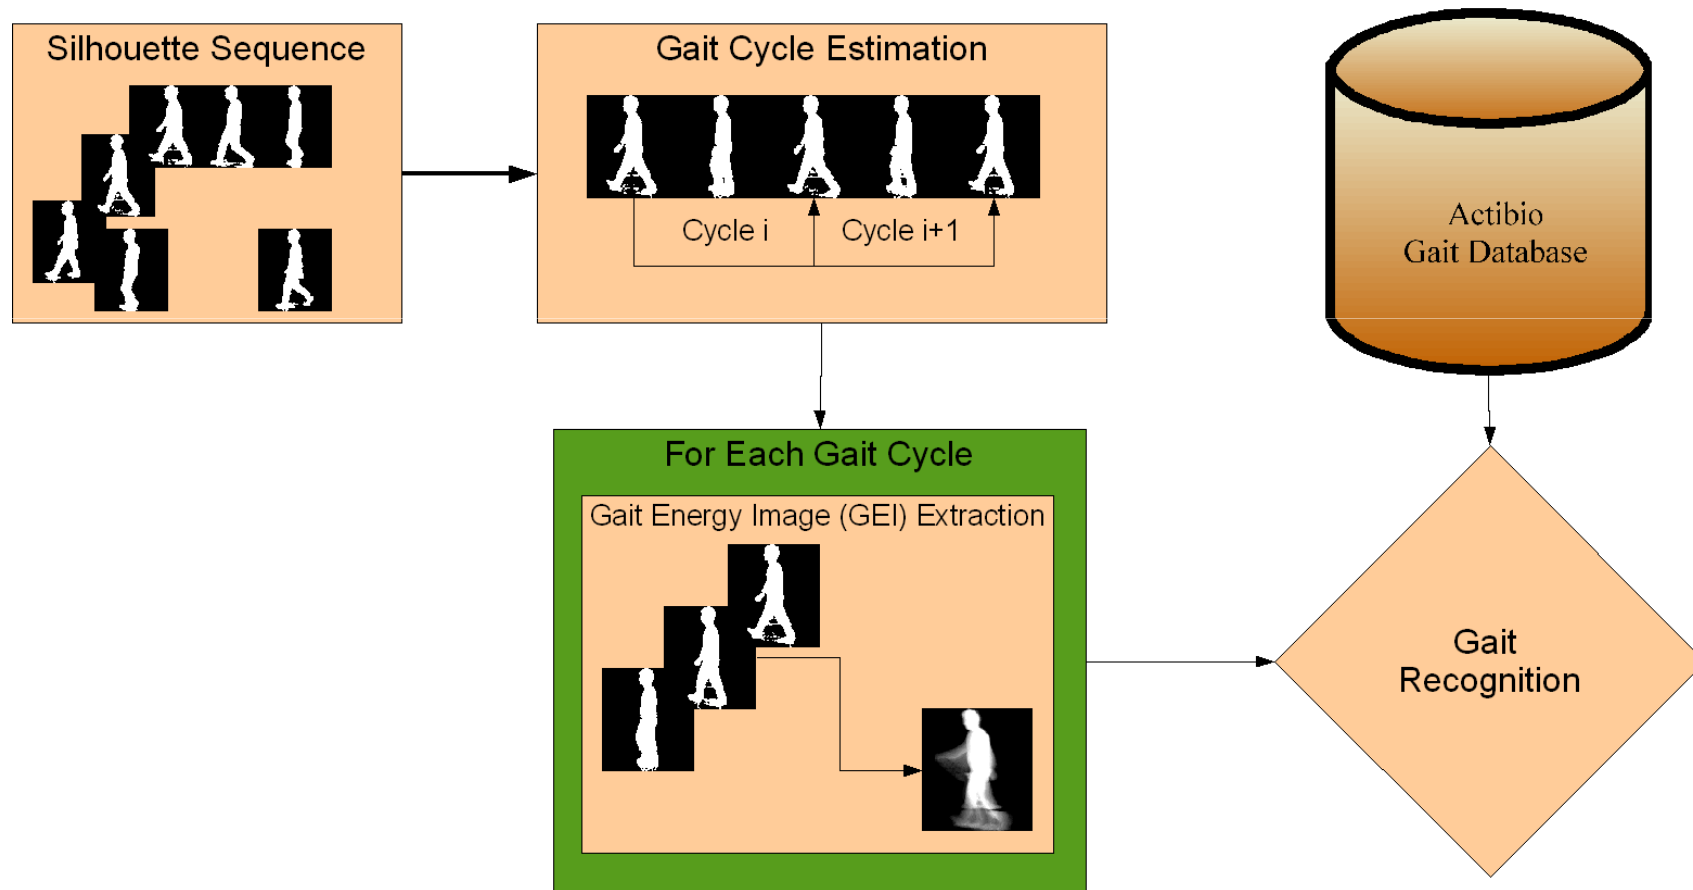 Silhouette Sequence
Gait Cycle Estimation
Cycle i
Cycle i+1
Actibio
Gait Database
For Each Gait Cycle
Gait Energy Image (GEI) Extraction
Gait
Recognition